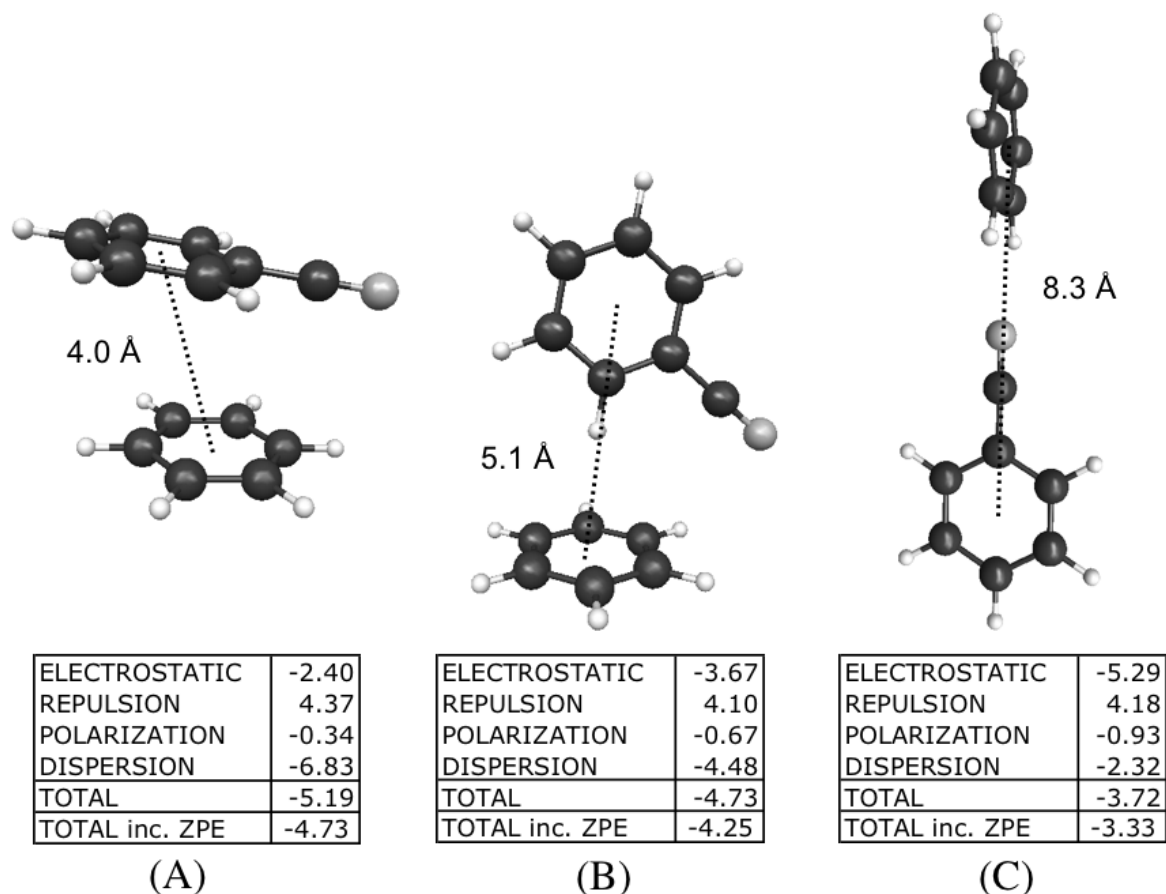 8.3 Å
4.0 Å
5.1 Å
ELECTROSTATIC -2.40
REPULSION 4.37
POLARIZATION -0.34
DISPERSION -6.83
TOTAL -5.19
TOTAL inc. ZPE -4.73
(A)
ELECTROSTATIC -3.67
REPULSION 4.10
POLARIZATION -0.67
DISPERSION -4.48
TOTAL -4.73
TOTAL inc. ZPE -4.25
(B)
ELECTROSTATIC -5.29
REPULSION 4.18
POLARIZATION -0.93
DISPERSION -2.32
TOTAL -3.72
TOTAL inc. ZPE -3.33
(C)